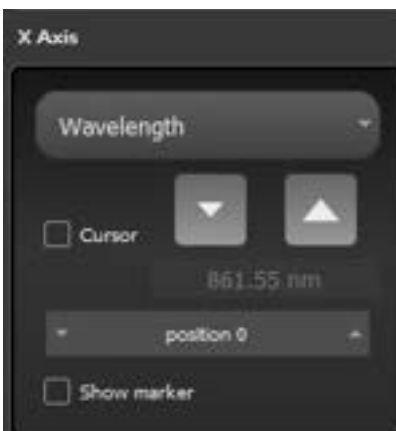 X Axis
Wavelength
Cursor
861.55 nm
position 0
Show marker